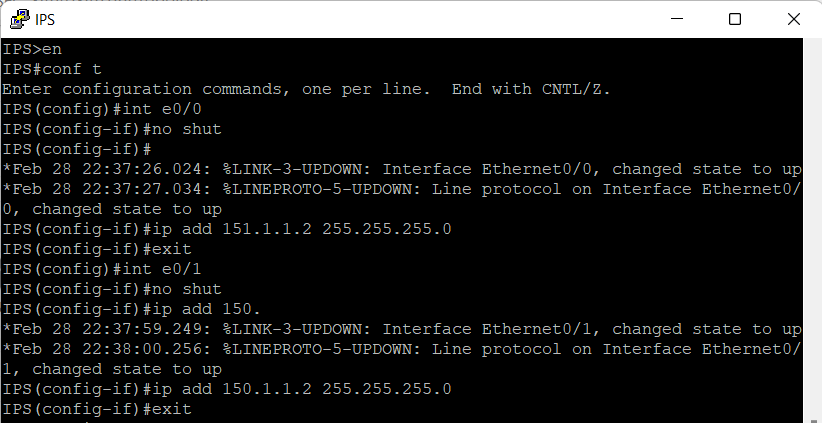 IPS
IPS>en
IPS#conf t
Enter configuration commands, one per line.  End with CNTL/Z.
IPS(config)#int e0/0
IPS(config-if)#no shut
IPS(config-if)#
*Feb 28 22:37:26.024: %LINK-3-UPDOWN: Interface Ethernet0/0, changed state to up
*Feb 28 22:37:27.034: %LINEPROTO-5-UPDOWN: Line protocol on Interface Ethernet0/
0, changed state to up
IPS(config-if)#ip add 151.1.1.2 255.255.255.0
IPS(config-if)#exit
IPS(config)#int e0/1
IPS(config-if)#no shut
IPS(config-if)#ip add 150.
*Feb 28 22:37:59.249: %LINK-3-UPDOWN: Interface Ethernet0/1, changed state to up
*Feb 28 22:38:00.256: %LINEPROTO-5-UPDOWN: Line protocol on Interface Ethernet0/
1, changed state to up
IPS(config-if)#ip add 150.1.1.2 255.255.255.0
IPS(config-if)#exit